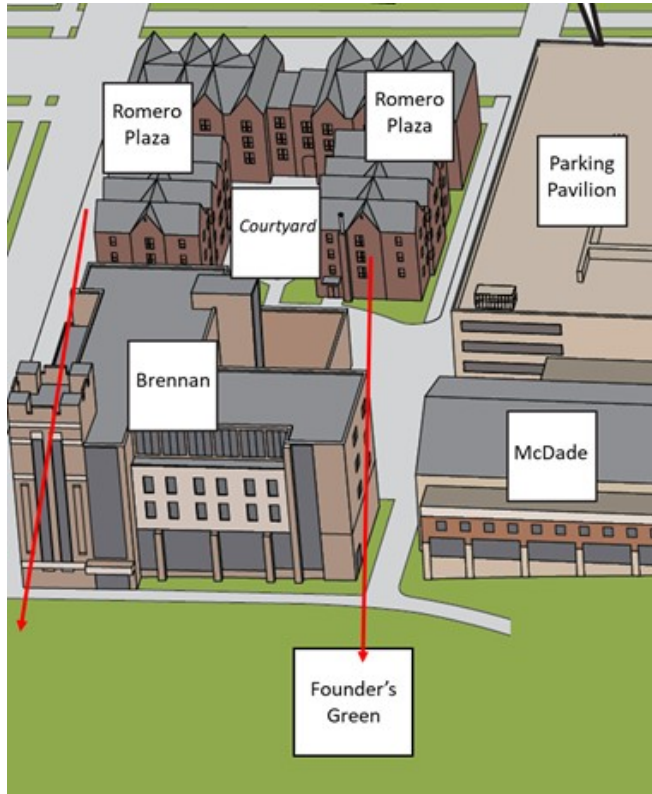 Romero
Plaza
Romero
Plaza
Parking
Pavilion
Courtyard
Brennan
McDade
Founder's
Green